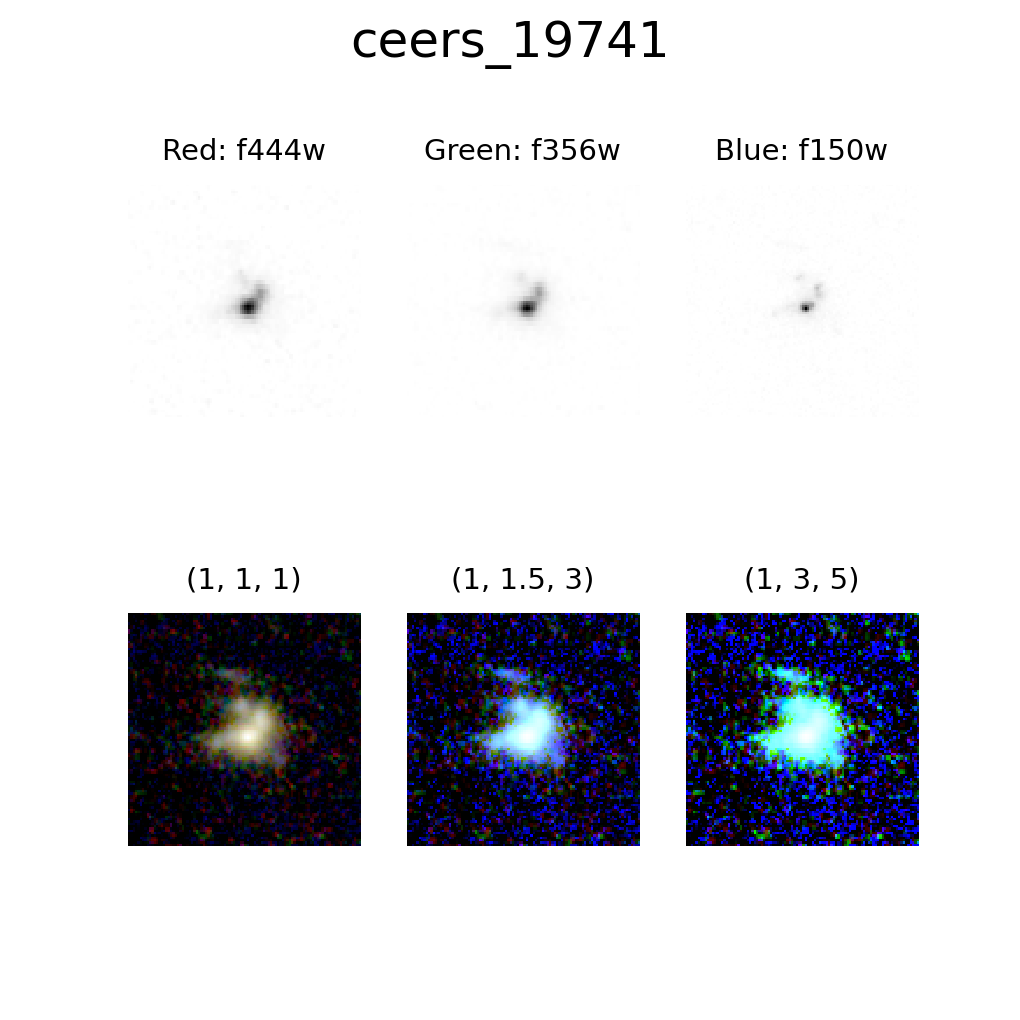 ceers_19741
Red: f444w
Green: f356w
Blue: f150w
(1, 1, 1)
(1, 1.5, 3)
(1, 3, 5)